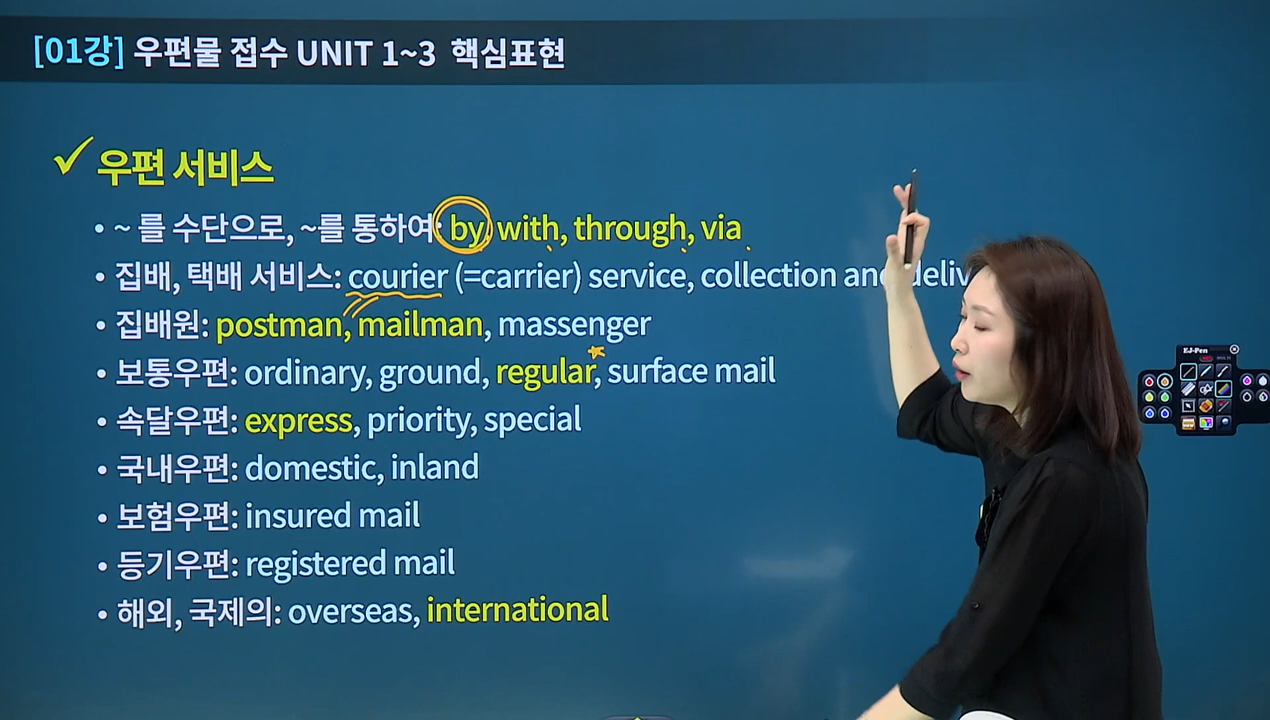 [01강] 우편물 접수 UNIT 1~3 핵심표현
우편 서비스
• ~ 를 수단으로, ~를 통하여: by, with, through, via
• 집배, 택배 서비스: courier (=carrier) service, collection and deliv
• 집배원: postman, mailman, massenger
• 보통우편: ordinary, ground, regular, surface mail
• 속달우편: express, priority, special
• 국내우편: domestic, inland
• 보험우편: insured mail
• 등기우편: registered mail
• 해외, 국제의: overseas, international
EJ-Pen